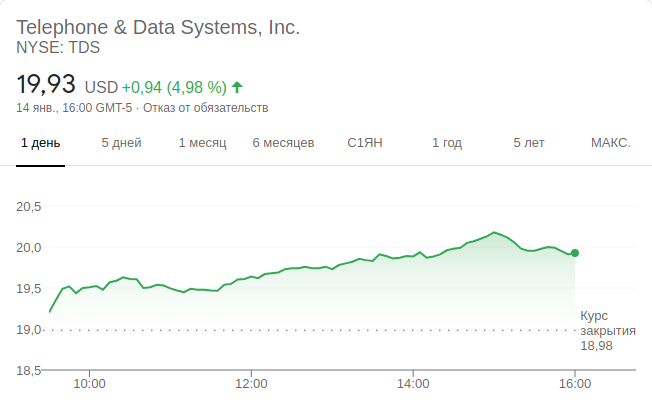 Telephone & Data Systems, Inc.
NYSE: TDS
19,93 USD +0,94 (4,98 %)
14 янв., 16:00 GMT-5 · Отказ от обязательств
1 день 5 дней 1 месяц 6 месяцев С1ЯН 1 год 5 лет МАКС.
20,5
20,0
19,5
19,0
18,5
Курс
закрытия
18,98
10:00 12:00 14:00 16:00